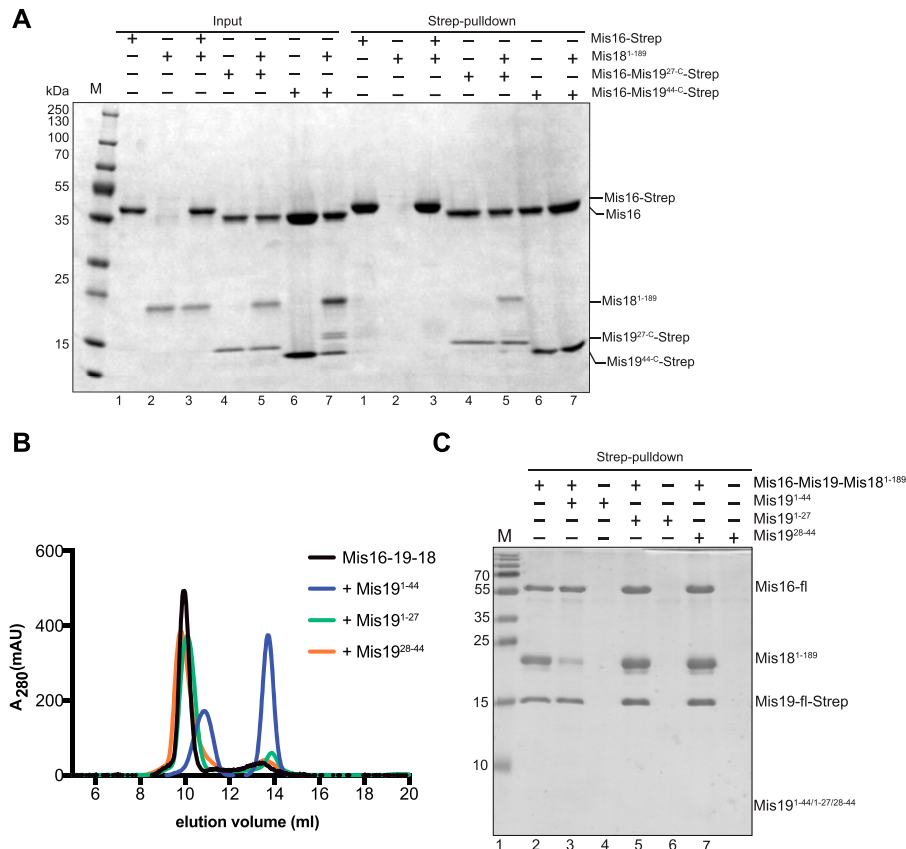 A
Input
Strep-pulldown
+ − + − − − − + − + − − − − Mis16-Strep
− + + − + − + − + + − + − + Mis18¹⁻¹⁸⁹
− − − + + − − − − − + + − − Mis16-Mis19²⁷⁻ᶜ-Strep
− − − − − + + − − − − − + + Mis16-Mis19⁴⁴⁻ᶜ-Strep
kDa
M
250
130
100
70
55
35
25
15
Mis16-Strep
Mis16
Mis18¹⁻¹⁸⁹
Mis19²⁷⁻ᶜ-Strep
Mis19⁴⁴⁻ᶜ-Strep
1 2 3 4 5 6 7 1 2 3 4 5 6 7
B
600
400
200
0
A₂₈₀(mAU)
6 8 10 12 14 16 18 20
elution volume (ml)
Mis16-19-18
+ Mis19¹⁻⁴⁴
+ Mis19¹⁻²⁷
+ Mis19²⁸⁻⁴⁴
C
Strep-pulldown
+ + − + − + − Mis16-Mis19-Mis18¹⁻¹⁸⁹
− + + − − − − Mis19¹⁻⁴⁴
− − − + + − − Mis19¹⁻²⁷
− − − − − + + Mis19²⁸⁻⁴⁴
M
70
55
35
25
15
10
Mis16-fl
Mis18¹⁻¹⁸⁹
Mis19-fl-Strep
Mis19¹⁻⁴⁴/¹⁻²⁷/²⁸⁻⁴⁴
1 2 3 4 5 6 7